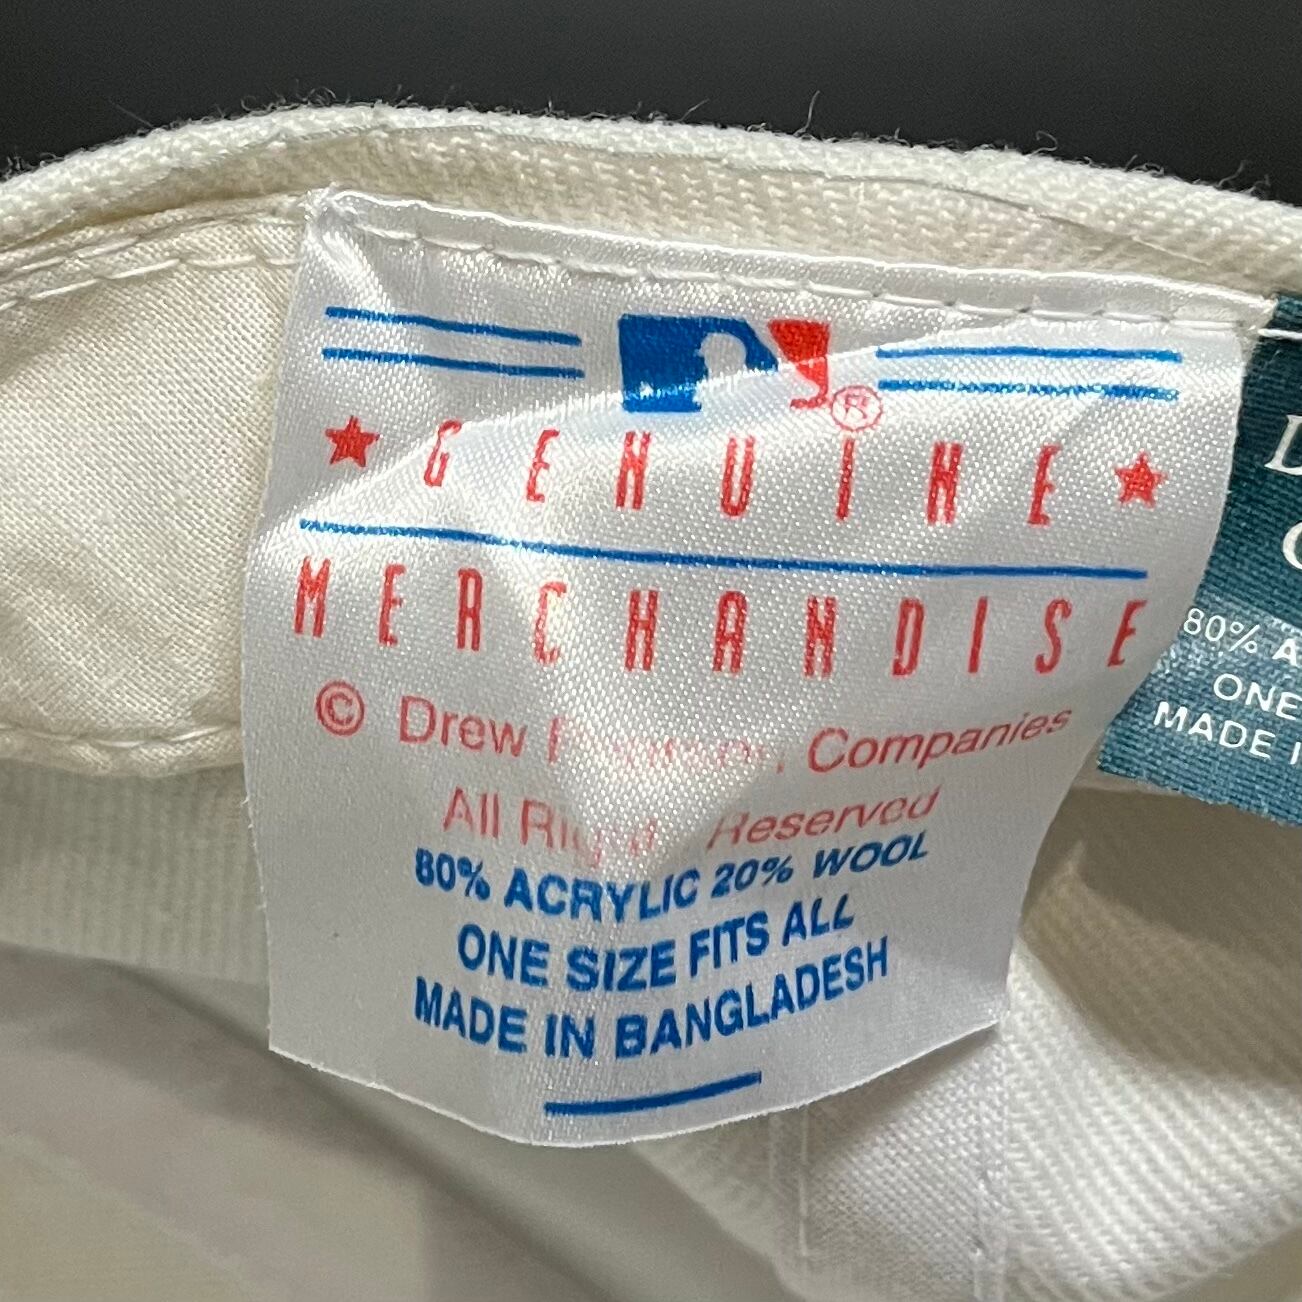 ®
★ GENUINE ★
MERCHANDISE
© Drew Companies
All Rights Reserved
80% ACRYLIC 20% WOOL
ONE SIZE FITS ALL
MADE IN BANGLADESH
D
C
80% A
ONE
MADE I